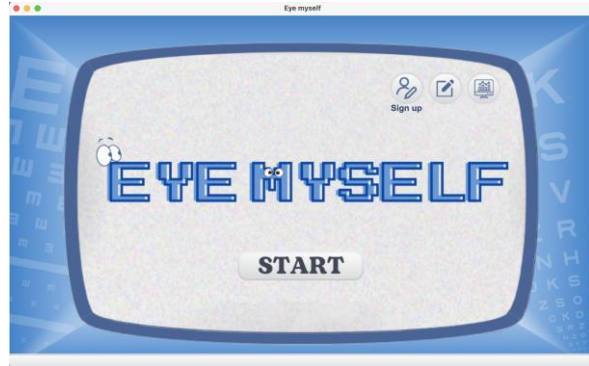 Eye myself
Sign up
EYE MYSELF
START
E
K
S
V
R
N H
O K S
Z S O
C K D